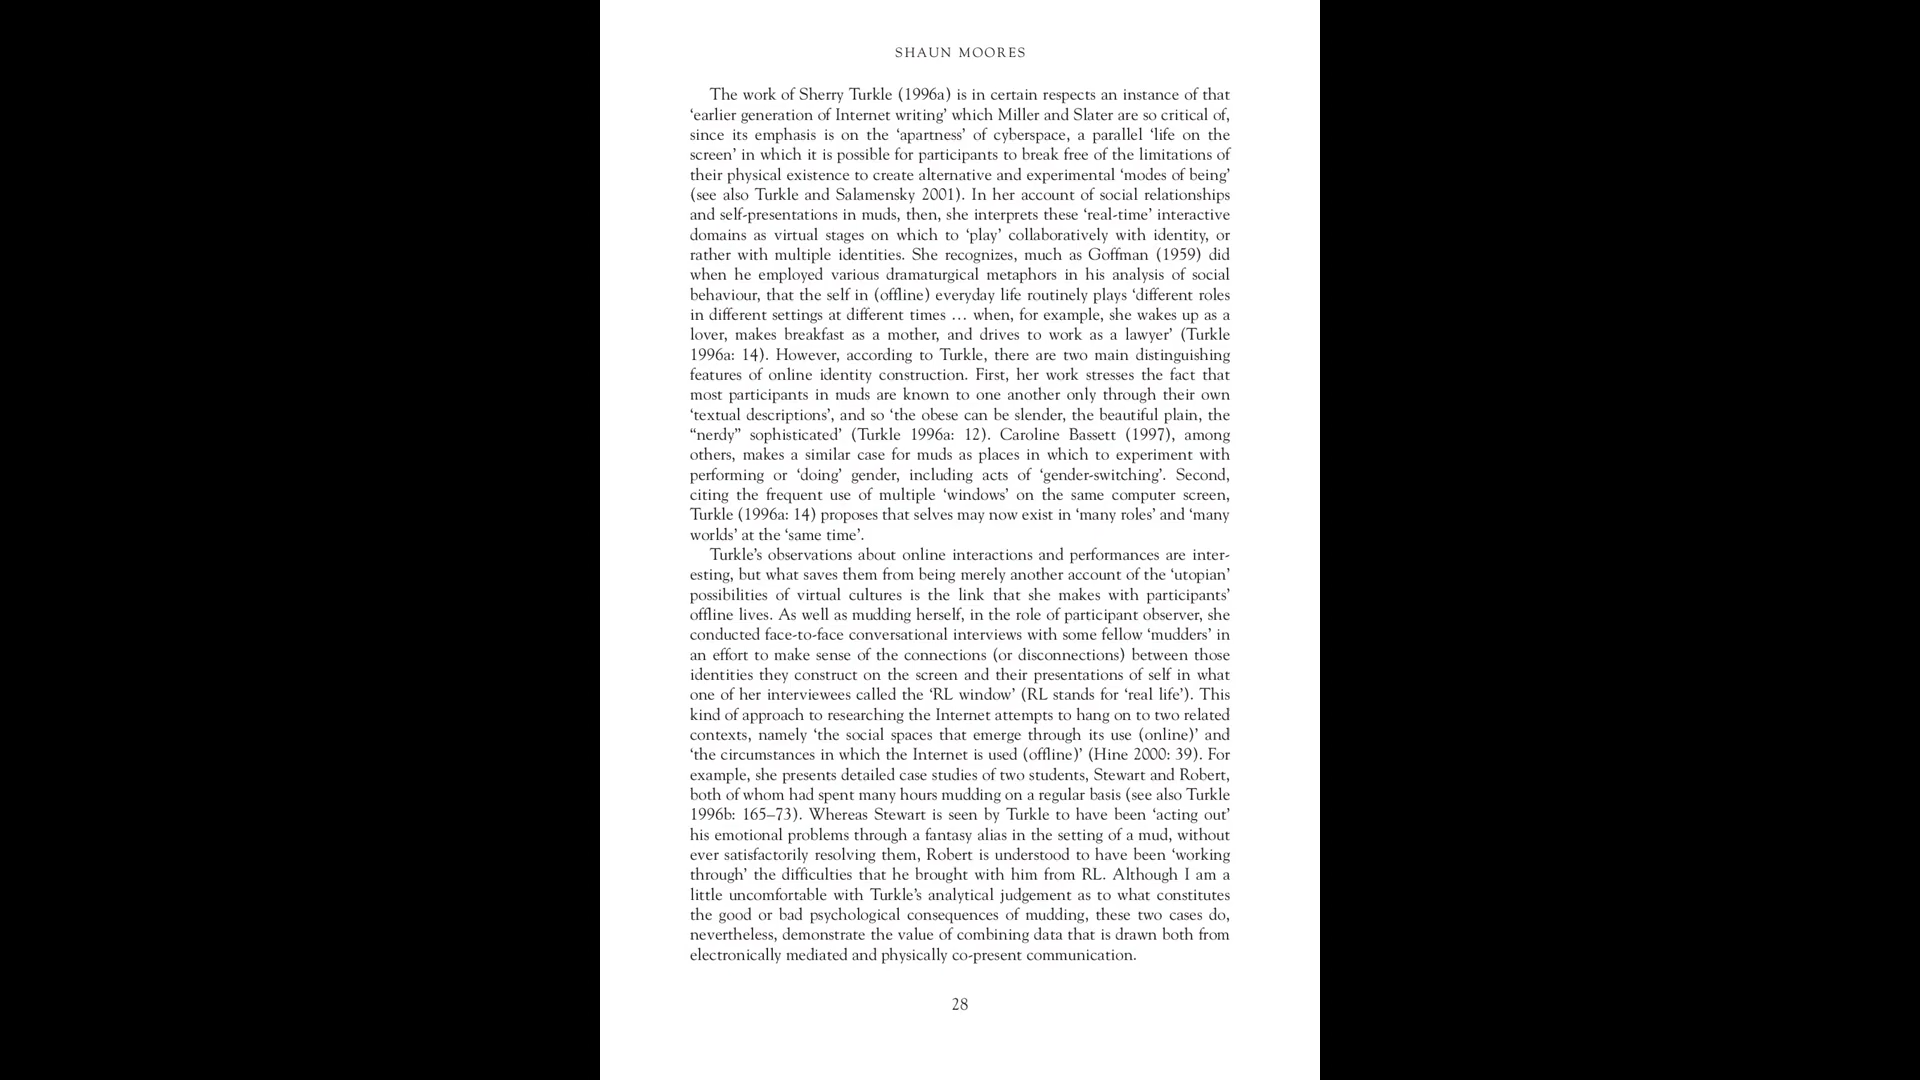 SHAUN MOORES
The work of Sherry Turkle (1996a) is in certain respects an instance of that
‘earlier generation of Internet writing’ which Miller and Slater are so critical of,
since its emphasis is on the ‘apartness’ of cyberspace, a parallel ‘life on the
screen’ in which it is possible for participants to break free of the limitations of
their physical existence to create alternative and experimental ‘modes of being’
(see also Turkle and Salamensky 2001). In her account of social relationships
and self-presentations in muds, then, she interprets these ‘real-time’ interactive
domains as virtual stages on which to ‘play’ collaboratively with identity, or
rather with multiple identities. She recognizes, much as Goffman (1959) did
when he employed various dramaturgical metaphors in his analysis of social
behaviour, that the self in (offline) everyday life routinely plays ‘different roles
in different settings at different times … when, for example, she wakes up as a
lover, makes breakfast as a mother, and drives to work as a lawyer’ (Turkle
1996a: 14). However, according to Turkle, there are two main distinguishing
features of online identity construction. First, her work stresses the fact that
most participants in muds are known to one another only through their own
‘textual descriptions’, and so ‘the obese can be slender, the beautiful plain, the
“nerdy” sophisticated’ (Turkle 1996a: 12). Caroline Bassett (1997), among
others, makes a similar case for muds as places in which to experiment with
performing or ‘doing’ gender, including acts of ‘gender-switching’. Second,
citing the frequent use of multiple ‘windows’ on the same computer screen,
Turkle (1996a: 14) proposes that selves may now exist in ‘many roles’ and ‘many
worlds’ at the ‘same time’.
Turkle’s observations about online interactions and performances are inter-
esting, but what saves them from being merely another account of the ‘utopian’
possibilities of virtual cultures is the link that she makes with participants’
offline lives. As well as mudding herself, in the role of participant observer, she
conducted face-to-face conversational interviews with some fellow ‘mudders’ in
an effort to make sense of the connections (or disconnections) between those
identities they construct on the screen and their presentations of self in what
one of her interviewees called the ‘RL window’ (RL stands for ‘real life’). This
kind of approach to researching the Internet attempts to hang on to two related
contexts, namely ‘the social spaces that emerge through its use (online)’ and
‘the circumstances in which the Internet is used (offline)’ (Hine 2000: 39). For
example, she presents detailed case studies of two students, Stewart and Robert,
both of whom had spent many hours mudding on a regular basis (see also Turkle
1996b: 165–73). Whereas Stewart is seen by Turkle to have been ‘acting out’
his emotional problems through a fantasy alias in the setting of a mud, without
ever satisfactorily resolving them, Robert is understood to have been ‘working
through’ the difficulties that he brought with him from RL. Although I am a
little uncomfortable with Turkle’s analytical judgement as to what constitutes
the good or bad psychological consequences of mudding, these two cases do,
nevertheless, demonstrate the value of combining data that is drawn both from
electronically mediated and physically co-present communication.
28